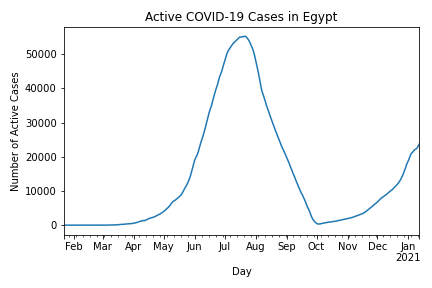 Active COVID-19 Cases in Egypt
Number of Active Cases
50000
40000
30000
20000
10000
0
Feb Mar Apr May Jun Jul Aug Sep Oct Nov Dec Jan
2021
Day